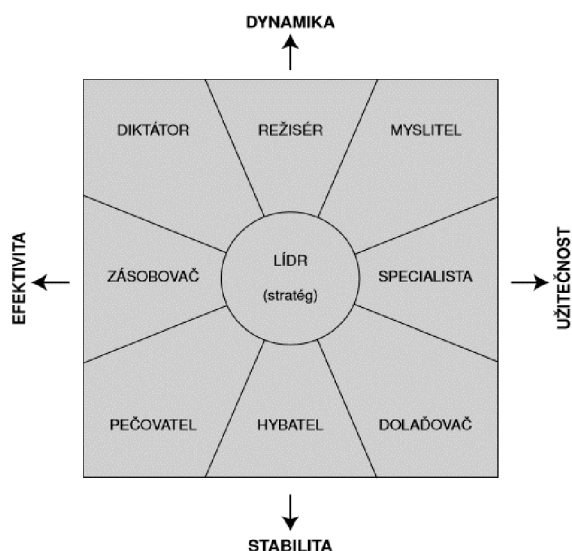 DYNAMIKA
DIKTÁTOR
REŽISÉR
MYSLITEL
EFEKTIVITA
ZÁSOBOVAČ
LÍDR
(stratég)
SPECIALISTA
UŽITEČNOST
PEČOVATEL
HYBATEL
DOLAĎOVAČ
STABILITA